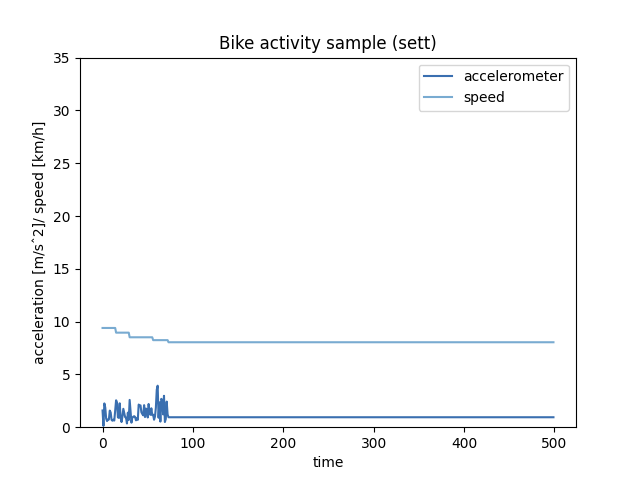 Bike activity sample (sett)
accelerometer
speed
acceleration [m/sˆ2]/ speed [km/h]
35
30
25
20
15
10
5
0
0 100 200 300 400 500
time